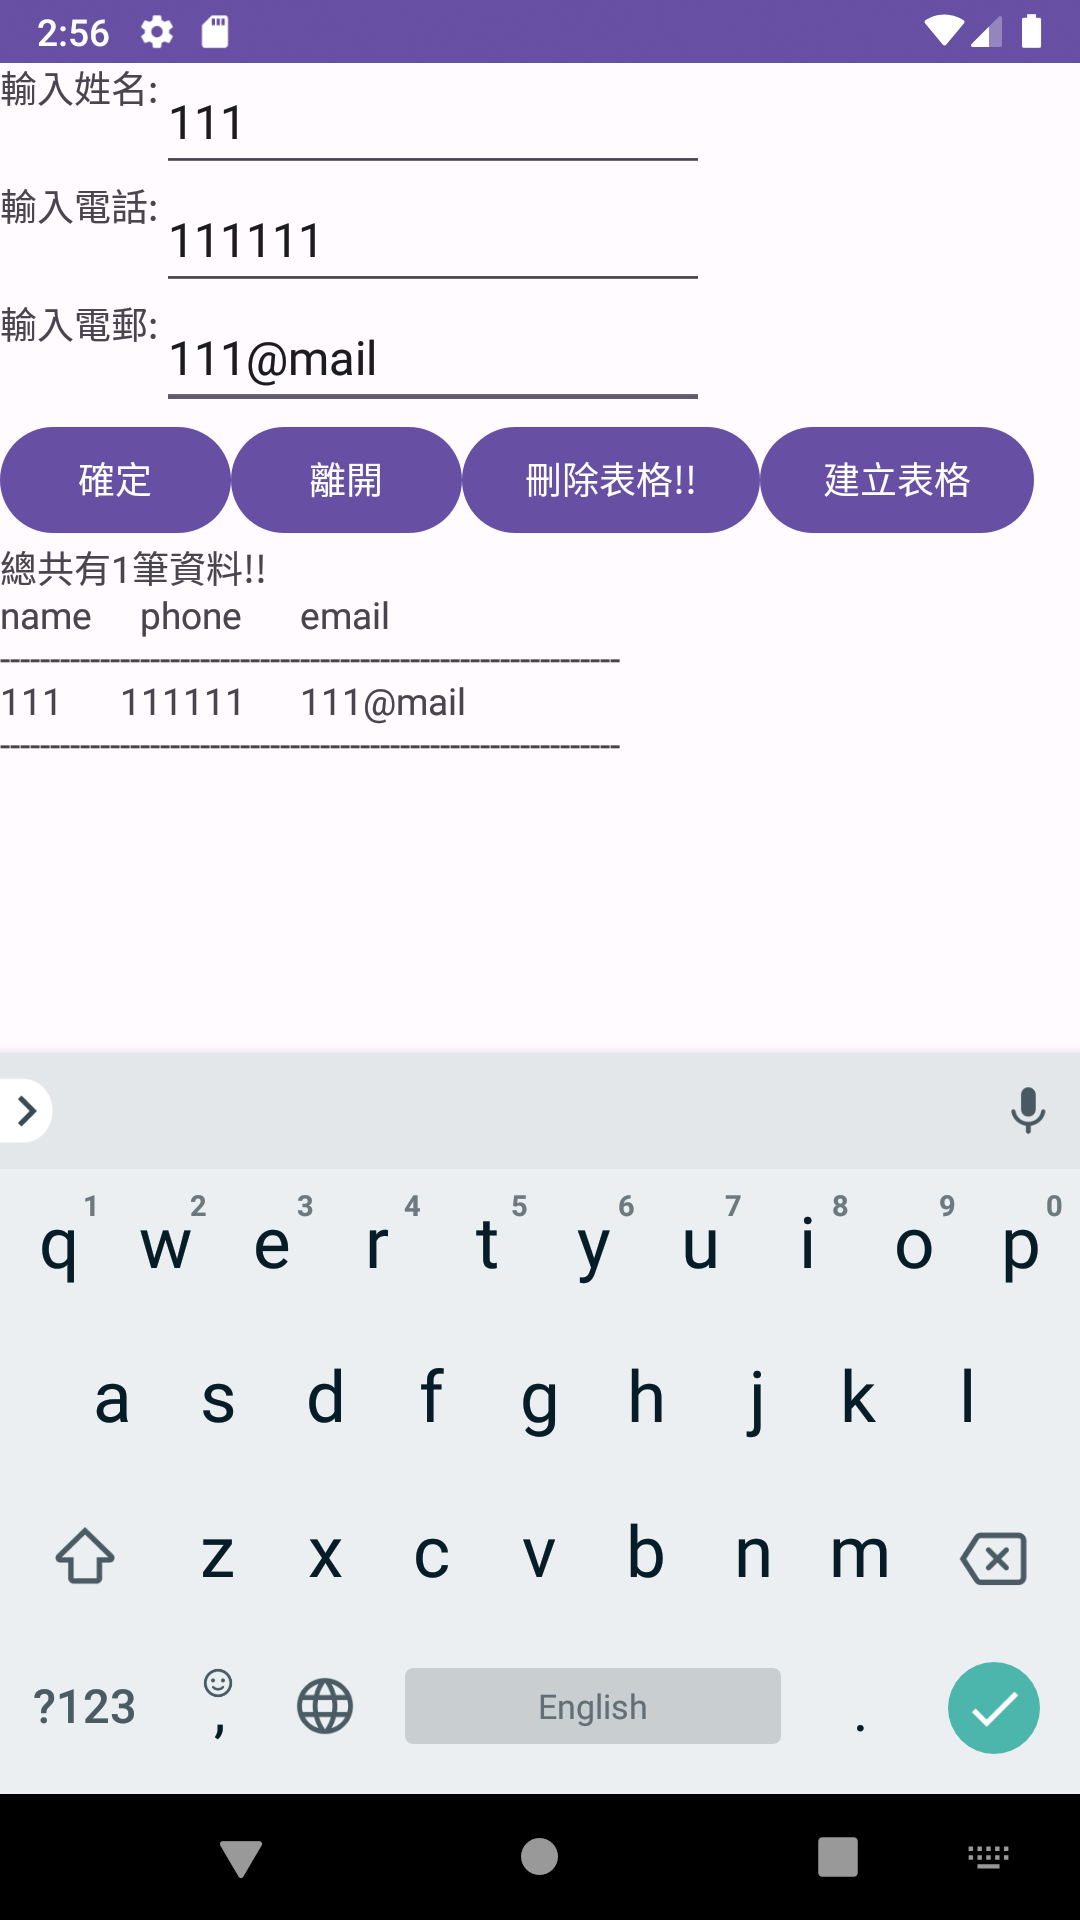 2:56
輸入姓名: 111
輸入電話: 111111
輸入電郵: 111@mail
確定 離開 刪除表格!! 建立表格
總共有1筆資料!!
name phone email
--------------------------------------------------------------
111 111111 111@mail
--------------------------------------------------------------
1 2 3 4 5 6 7 8 9 0
q w e r t y u i o p
a s d f g h j k l
z x c v b n m
?123 , English .